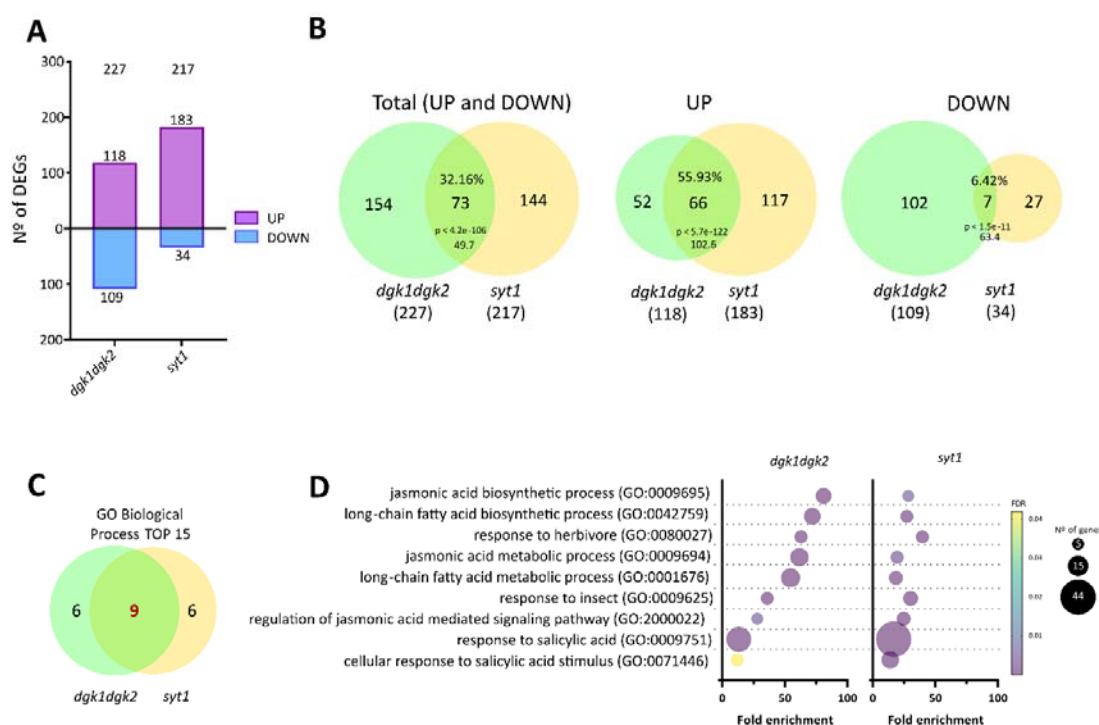 A
300
227
217
200
183
118
100
0
34
100
109
200
Nº of DEGs
dgk1dgk2
syt1
UP
DOWN
B
Total (UP and DOWN)
32.16%
154
73
144
p < 4.2e-106
49.7
dgk1dgk2
syt1
(227)
(217)
UP
55.93%
52
66
117
p < 5.7e-122
102.6
dgk1dgk2
syt1
(118)
(183)
DOWN
6.42%
102
7
27
p < 1.5e-11
63.4
dgk1dgk2
syt1
(109)
(34)
C
GO Biological
Process TOP 15
6
9
6
dgk1dgk2
syt1
D
dgk1dgk2
syt1
jasmonic acid biosynthetic process (GO:0009695)
long-chain fatty acid biosynthetic process (GO:0042759)
response to herbivore (GO:0080027)
jasmonic acid metabolic process (GO:0009694)
long-chain fatty acid metabolic process (GO:0001676)
response to insect (GO:0009625)
regulation of jasmonic acid mediated signaling pathway (GO:2000022)
response to salicylic acid (GO:0009751)
cellular response to salicylic acid stimulus (GO:0071446)
0
50
100
0
50
100
Fold enrichment
Fold enrichment
FDR
0.04
0.04
0.02
0.01
Nº of gene
5
15
44